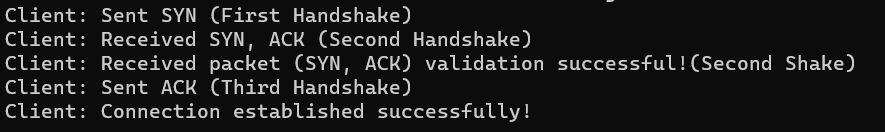 Client: Sent SYN (First Handshake)
Client: Received SYN, ACK (Second Handshake)
Client: Received packet (SYN, ACK) validation successful!(Second Shake)
Client: Sent ACK (Third Handshake)
Client: Connection established successfully!